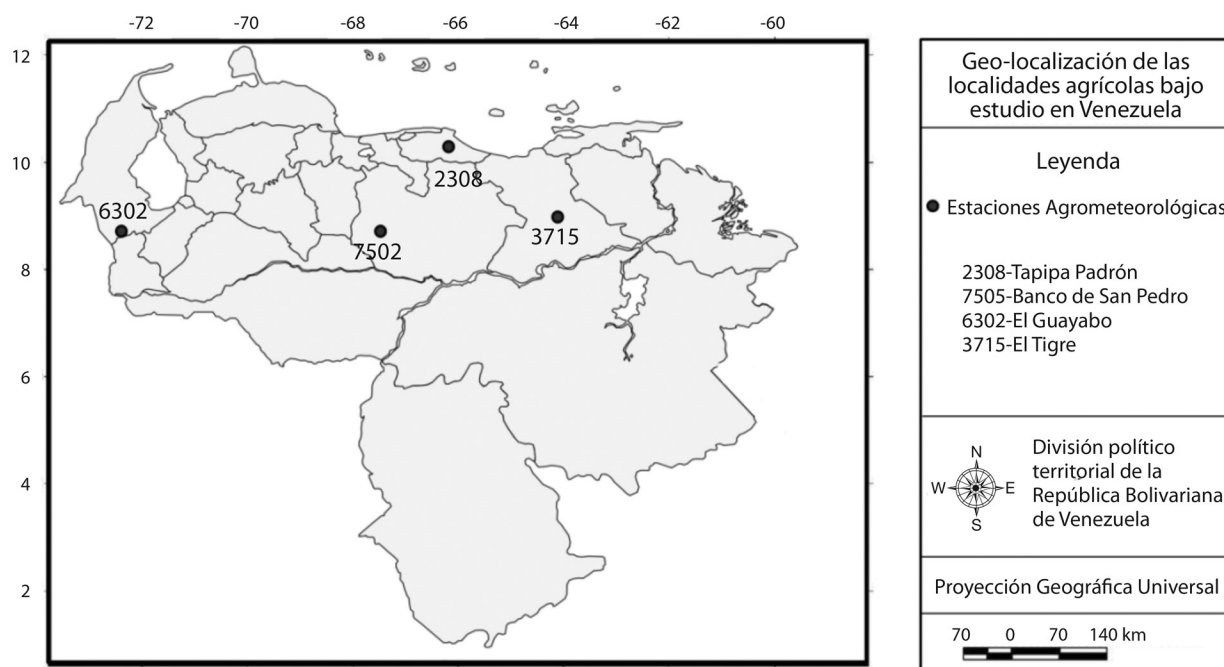 -72 -70 -68 -66 -64 -62 -60
12
10
8
6
4
2
6302
2308
7502
3715
Geo-localización de las
localidades agrícolas bajo
estudio en Venezuela
Leyenda
Estaciones Agrometeorológicas
2308-Tapipa Padrón
7505-Banco de San Pedro
6302-El Guayabo
3715-El Tigre
N
W E
S
División político
territorial de la
República Bolivariana
de Venezuela
Proyección Geográfica Universal
70 0 70 140 km